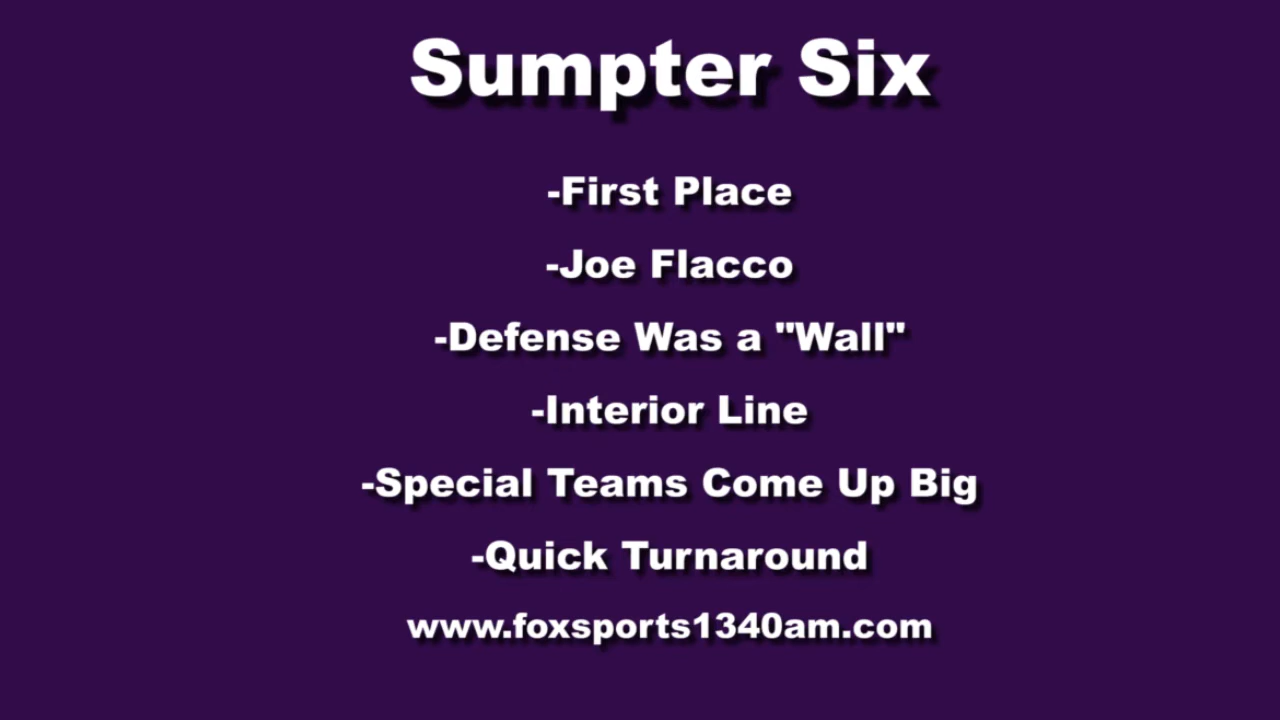 Sumpter Six
-First Place
-Joe Flacco
-Defense Was a "Wall"
-Interior Line
-Special Teams Come Up Big
-Quick Turnaround
www.foxsports1340am.com